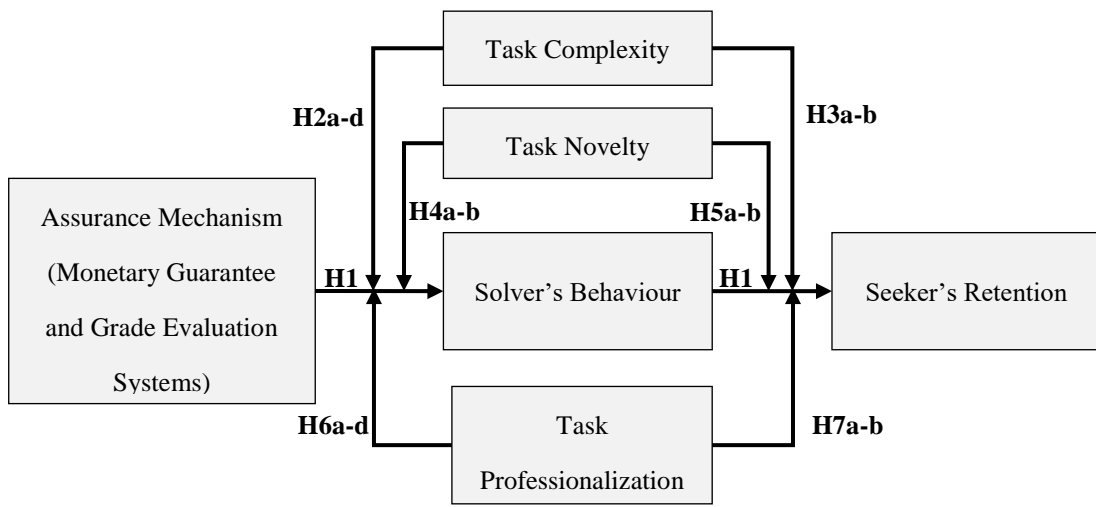 Task Complexity
H2a-d
H3a-b
Task Novelty
H4a-b
H5a-b
Assurance Mechanism
(Monetary Guarantee
and Grade Evaluation
Systems)
H1
Solver’s Behaviour
H1
Seeker’s Retention
H6a-d
H7a-b
Task
Professionalization